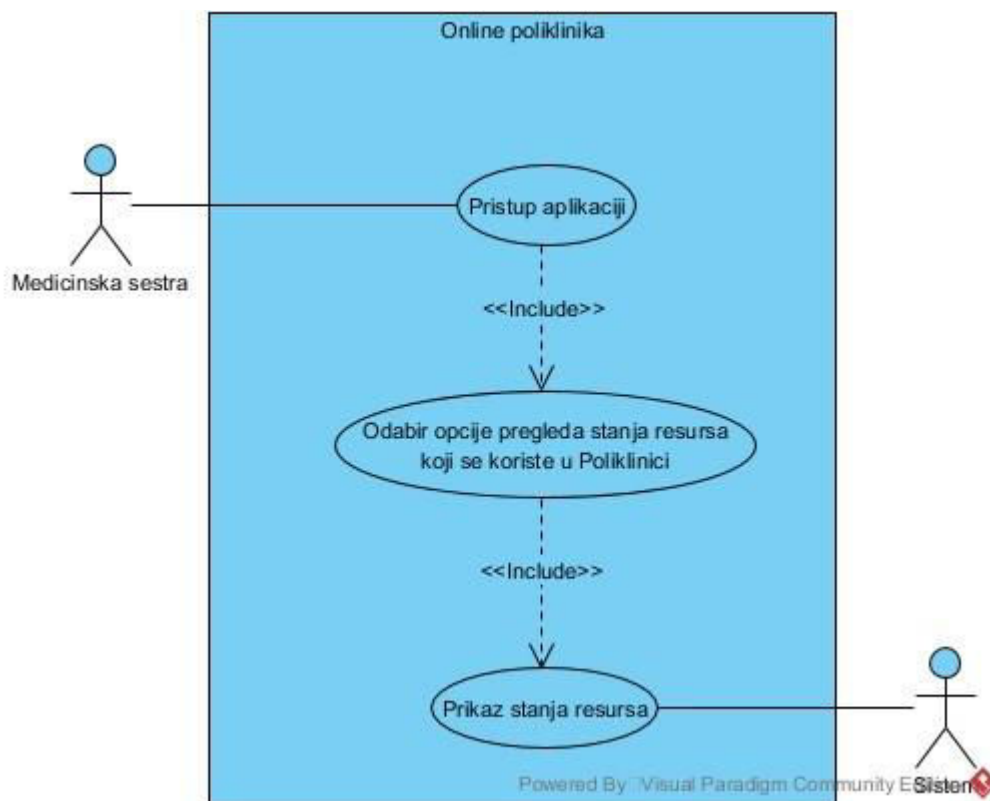 Online poliklinika
Pristup aplikaciji
Medicinska sestra
<<Include>>
Odabir opcije pregleda stanja resursa
koji se koriste u Poliklinici
<<Include>>
Prikaz stanja resursa
Powered By Visual Paradigm Community
Sistem